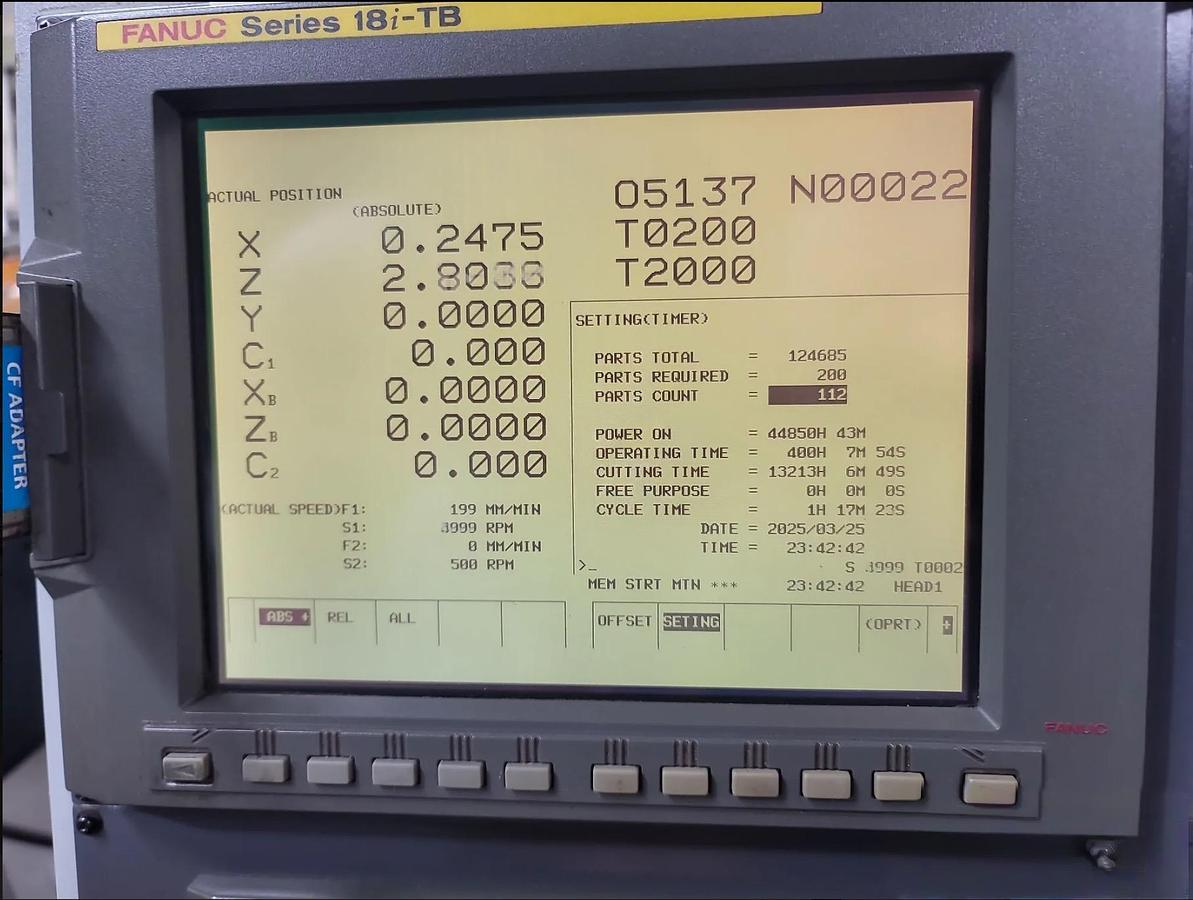 FANUC Series 18i-TB
CF ADAPTER
ACTUAL POSITION
(ABSOLUTE)
X 0.2475
Z
Y 0.0000
C1 0.000
XB 0.0000
ZB 0.0000
C2 0.000
(ACTUAL SPEED)F1: 199 MM/MIN
S1: RPM
F2: 0 MM/MIN
S2: 500 RPM
ABS REL ALL
O5137 N00022
T0200
T2000
SETTING(TIMER)
PARTS TOTAL = 124685
PARTS REQUIRED = 200
PARTS COUNT = 112
POWER ON = 44850H 43M
OPERATING TIME = 400H 7M 54S
CUTTING TIME = 13213H 6M 49S
FREE PURPOSE = 0H 0M 0S
CYCLE TIME = 1H 17M 23S
DATE = 2025/03/25
TIME = 23:42:42
>_
S T0002
MEM STRT MTN *** 23:42:42 HEAD1
OFFSET SETING (OPRT) +
FANUC